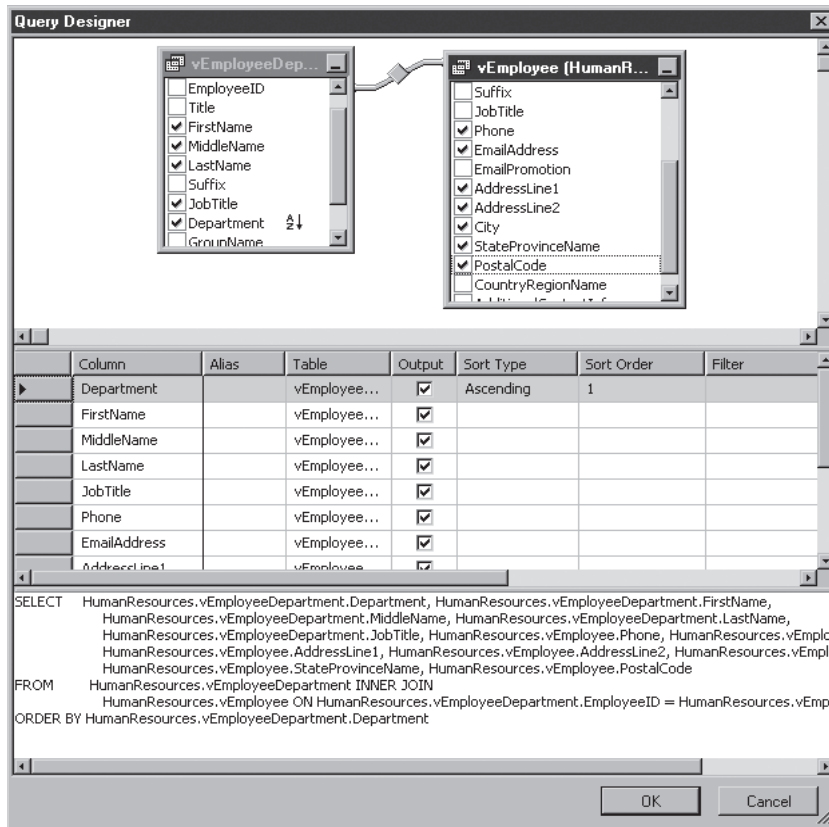 Query Designer
vEmployeeDep...
EmployeeID
Title
FirstName
MiddleName
LastName
Suffix
JobTitle
Department
GroupName
vEmployee (HumanR...
Suffix
JobTitle
Phone
EmailAddress
EmailPromotion
AddressLine1
AddressLine2
City
StateProvinceName
PostalCode
CountryRegionName
Column Alias Table Output Sort Type Sort Order Filter
Department vEmployee... Ascending 1
FirstName vEmployee...
MiddleName vEmployee...
LastName vEmployee...
JobTitle vEmployee...
Phone vEmployee...
EmailAddress vEmployee...
AddressLine1 vEmployee
SELECT HumanResources.vEmployeeDepartment.Department, HumanResources.vEmployeeDepartment.FirstName,
HumanResources.vEmployeeDepartment.MiddleName, HumanResources.vEmployeeDepartment.LastName,
HumanResources.vEmployeeDepartment.JobTitle, HumanResources.vEmployee.Phone, HumanResources.vEmplo
HumanResources.vEmployee.AddressLine1, HumanResources.vEmployee.AddressLine2, HumanResources.vEmpl
HumanResources.vEmployee.StateProvinceName, HumanResources.vEmployee.PostalCode
FROM HumanResources.vEmployeeDepartment INNER JOIN
HumanResources.vEmployee ON HumanResources.vEmployeeDepartment.EmployeeID = HumanResources.vEmp
ORDER BY HumanResources.vEmployeeDepartment.Department
OK Cancel